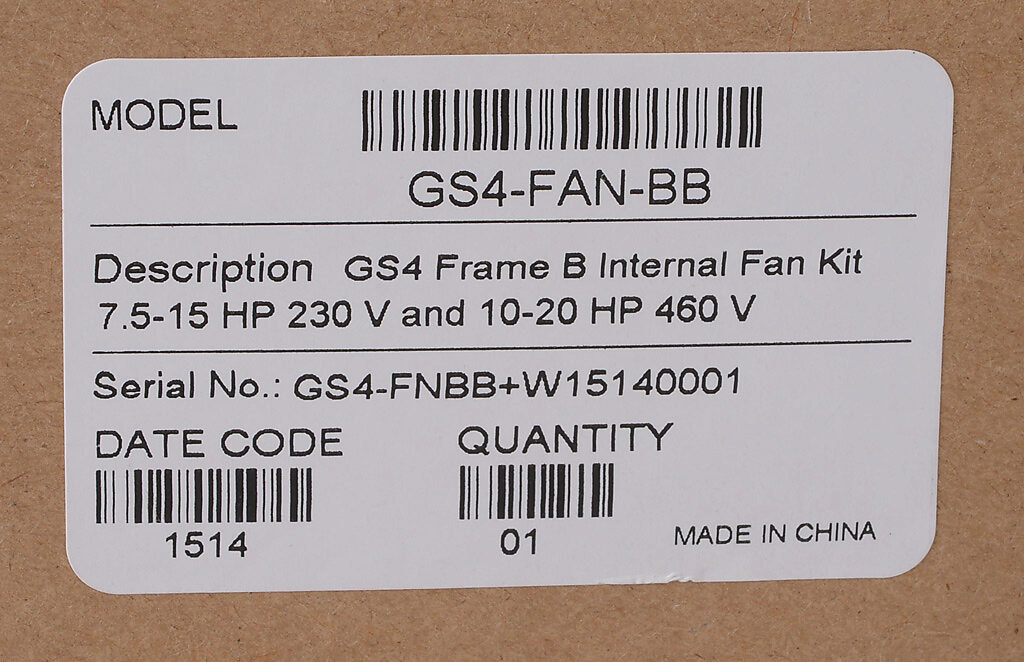 MODEL
GS4-FAN-BB
Description GS4 Frame B Internal Fan Kit
7.5-15 HP 230 V and 10-20 HP 460 V
Serial No.: GS4-FNBB+W15140001
DATE CODE QUANTITY
1514 01
MADE IN CHINA